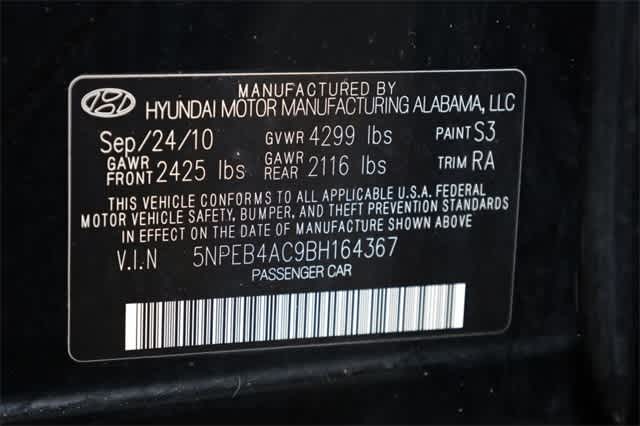 MANUFACTURED BY
HYUNDAI MOTOR MANUFACTURING ALABAMA, LLC
Sep/24/10 GVWR 4299 lbs PAINT S3
GAWR FRONT 2425 lbs GAWR REAR 2116 lbs TRIM RA
THIS VEHICLE CONFORMS TO ALL APPLICABLE U.S.A. FEDERAL
MOTOR VEHICLE SAFETY, BUMPER, AND THEFT PREVENTION STANDARDS
IN EFFECT ON THE DATE OF MANUFACTURE SHOWN ABOVE
V.I.N 5NPEB4AC9BH164367
PASSENGER CAR